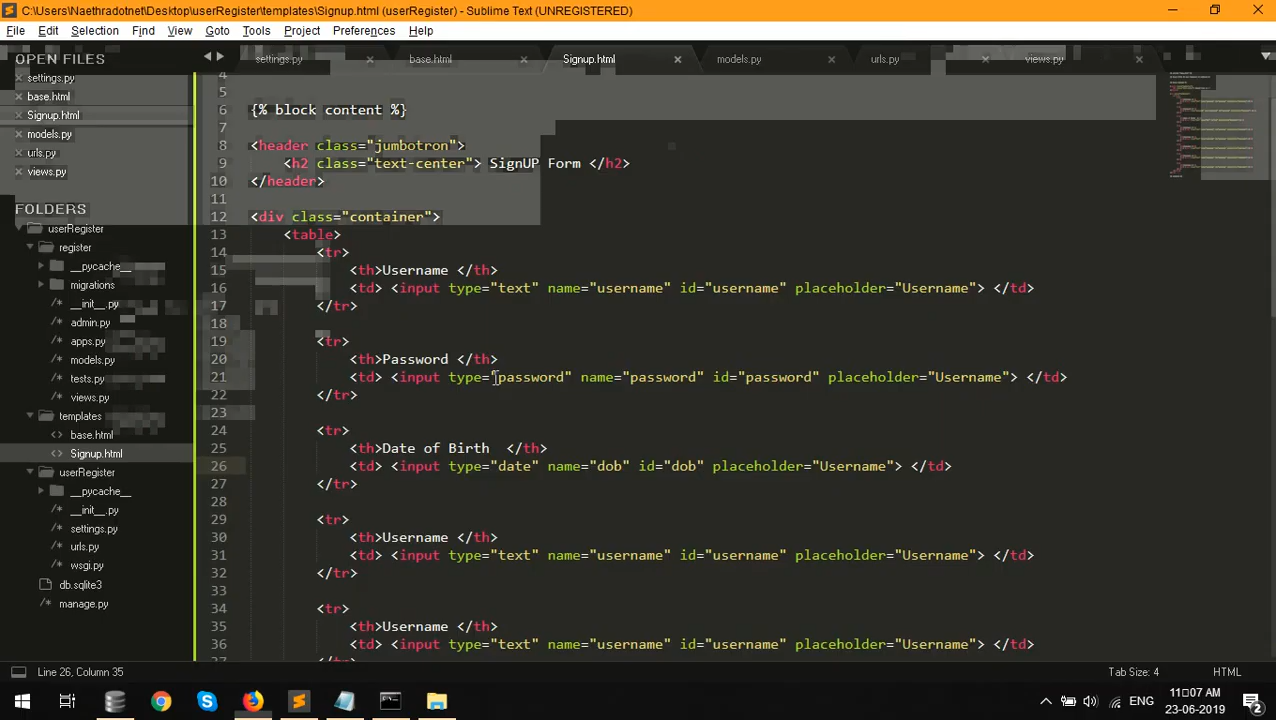 C:\Users\Naethradotnet\Desktop\userRegister\templates\Signup.html (userRegister) - Sublime Text (UNREGISTERED)
File Edit Selection Find View Goto Tools Project Preferences Help
OPEN FILES
settings.py
base.html
Signup.html
models.py
urls.py
views.py
settings.py
base.html
Signup.html
models.py
urls.py
views.py
FOLDERS
userRegister
register
__pycache__
migrations
__init__.py
admin.py
apps.py
models.py
tests.py
views.py
templates
base.html
Signup.html
userRegister
__pycache__
__init__.py
settings.py
urls.py
wsgi.py
db.sqlite3
manage.py
4
5
6 {% block content %}
7
8 <header class="jumbotron">
9 <h2 class="text-center"> SignUP Form </h2>
10 </header>
11
12 <div class="container">
13 <table>
14 <tr>
15 <th>Username </th>
16 <td> <input type="text" name="username" id="username" placeholder="Username"> </td>
17 </tr>
18
19 <tr>
20 <th>Password </th>
21 <td> <input type="password" name="password" id="password" placeholder="Username"> </td>
22 </tr>
23
24 <tr>
25 <th>Date of Birth  </th>
26 <td> <input type="date" name="dob" id="dob" placeholder="Username"> </td>
27 </tr>
28
29 <tr>
30 <th>Username </th>
31 <td> <input type="text" name="username" id="username" placeholder="Username"> </td>
32 </tr>
33
34 <tr>
35 <th>Username </th>
36 <td> <input type="text" name="username" id="username" placeholder="Username"> </td>
37 </tr>
Line 26, Column 35
Tab Size: 4
HTML
ENG
11:07 AM
23-06-2019
2